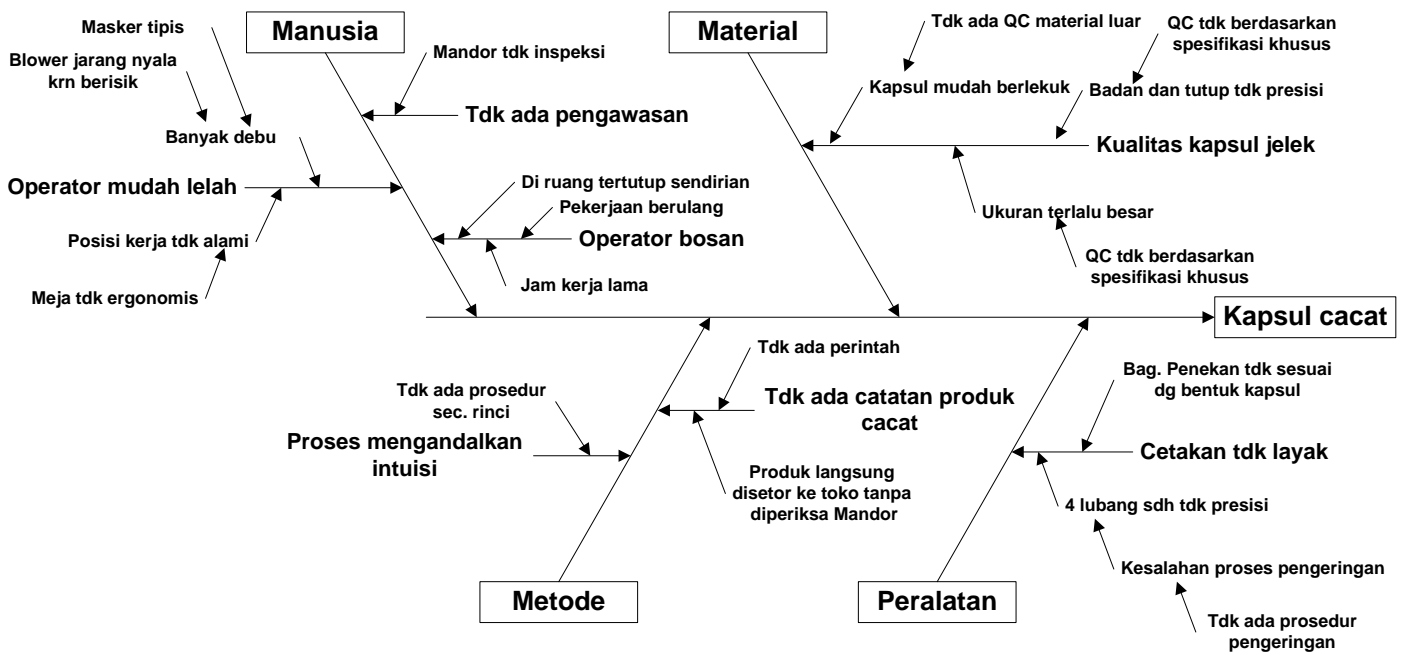 Masker tipis
Manusia
Blower jarang nyala
krn berisik
Mandor tdk inspeksi
Tdk ada pengawasan
Banyak debu
Operator mudah lelah
Di ruang tertutup sendirian
Pekerjaan berulang
Operator bosan
Posisi kerja tdk alami
Jam kerja lama
Meja tdk ergonomis
Material
Tdk ada QC material luar
QC tdk berdasarkan
spesifikasi khusus
Kapsul mudah berlekuk
Badan dan tutup tdk presisi
Kualitas kapsul jelek
Ukuran terlalu besar
QC tdk berdasarkan
spesifikasi khusus
Kapsul cacat
Tdk ada perintah
Tdk ada prosedur
sec. rinci
Tdk ada catatan produk
cacat
Proses mengandalkan
intuisi
Produk langsung
disetor ke toko tanpa
diperiksa Mandor
Metode
Bag. Penekan tdk sesuai
dg bentuk kapsul
Cetakan tdk layak
4 lubang sdh tdk presisi
Kesalahan proses pengeringan
Peralatan
Tdk ada prosedur
pengeringan